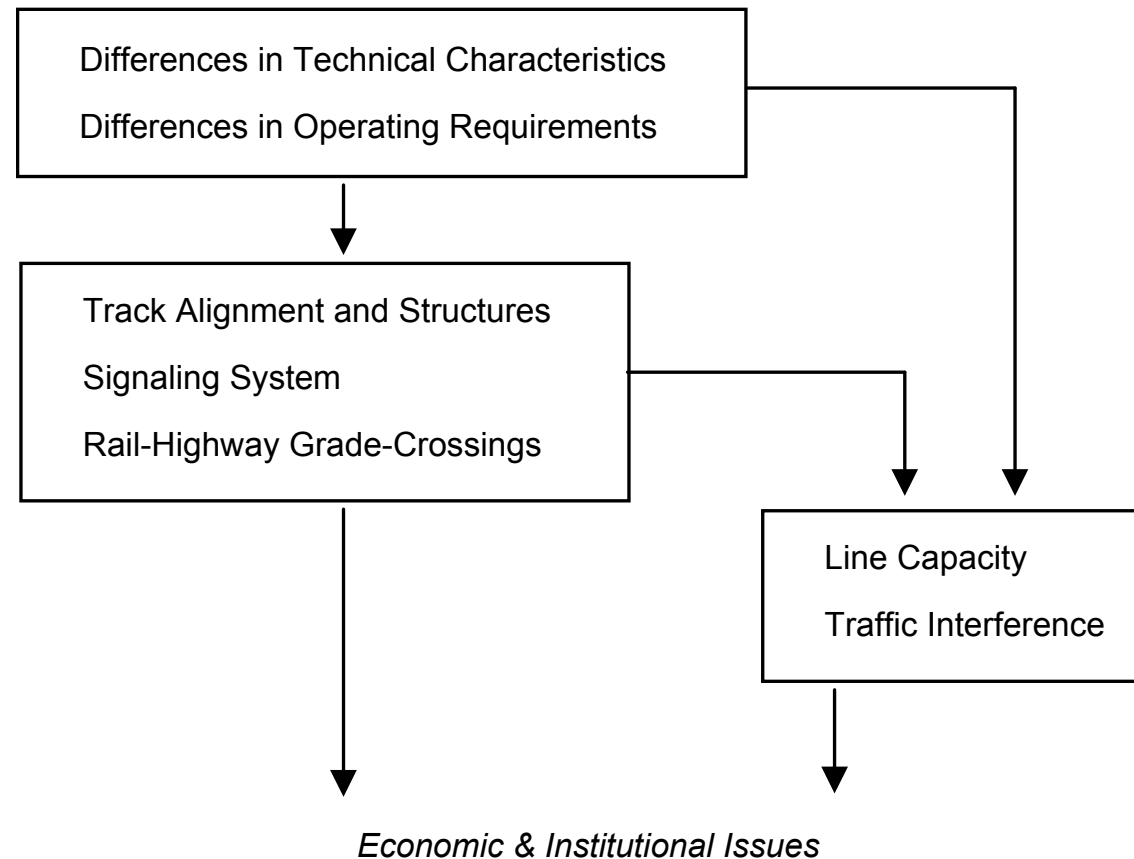 Differences in Technical Characteristics
Differences in Operating Requirements
Track Alignment and Structures
Signaling System
Rail-Highway Grade-Crossings
Line Capacity
Traffic Interference
Economic & Institutional Issues